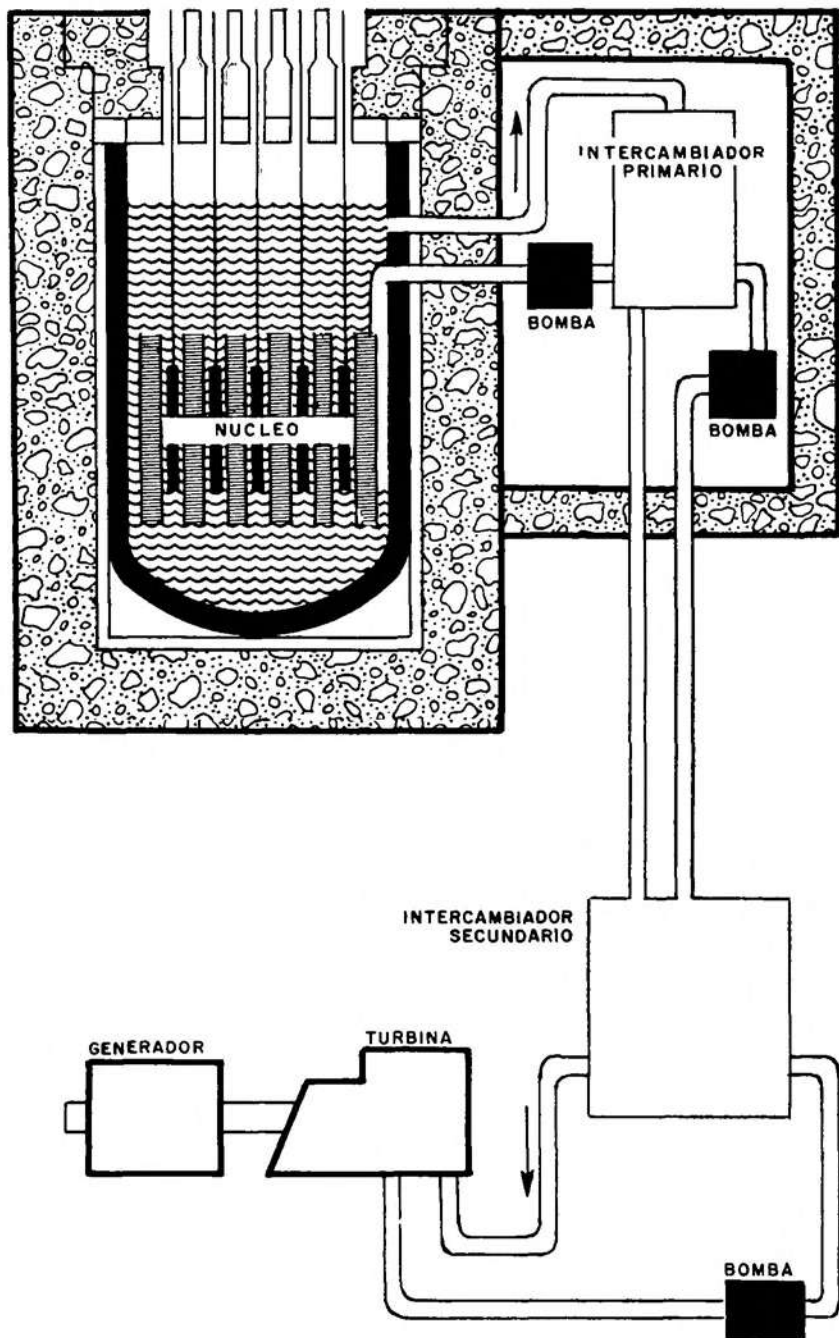 INTERCAMBIADOR
PRIMARIO
BOMBA
BOMBA
NUCLEO
INTERCAMBIADOR
SECUNDARIO
TURBINA
GENERADOR
BOMBA